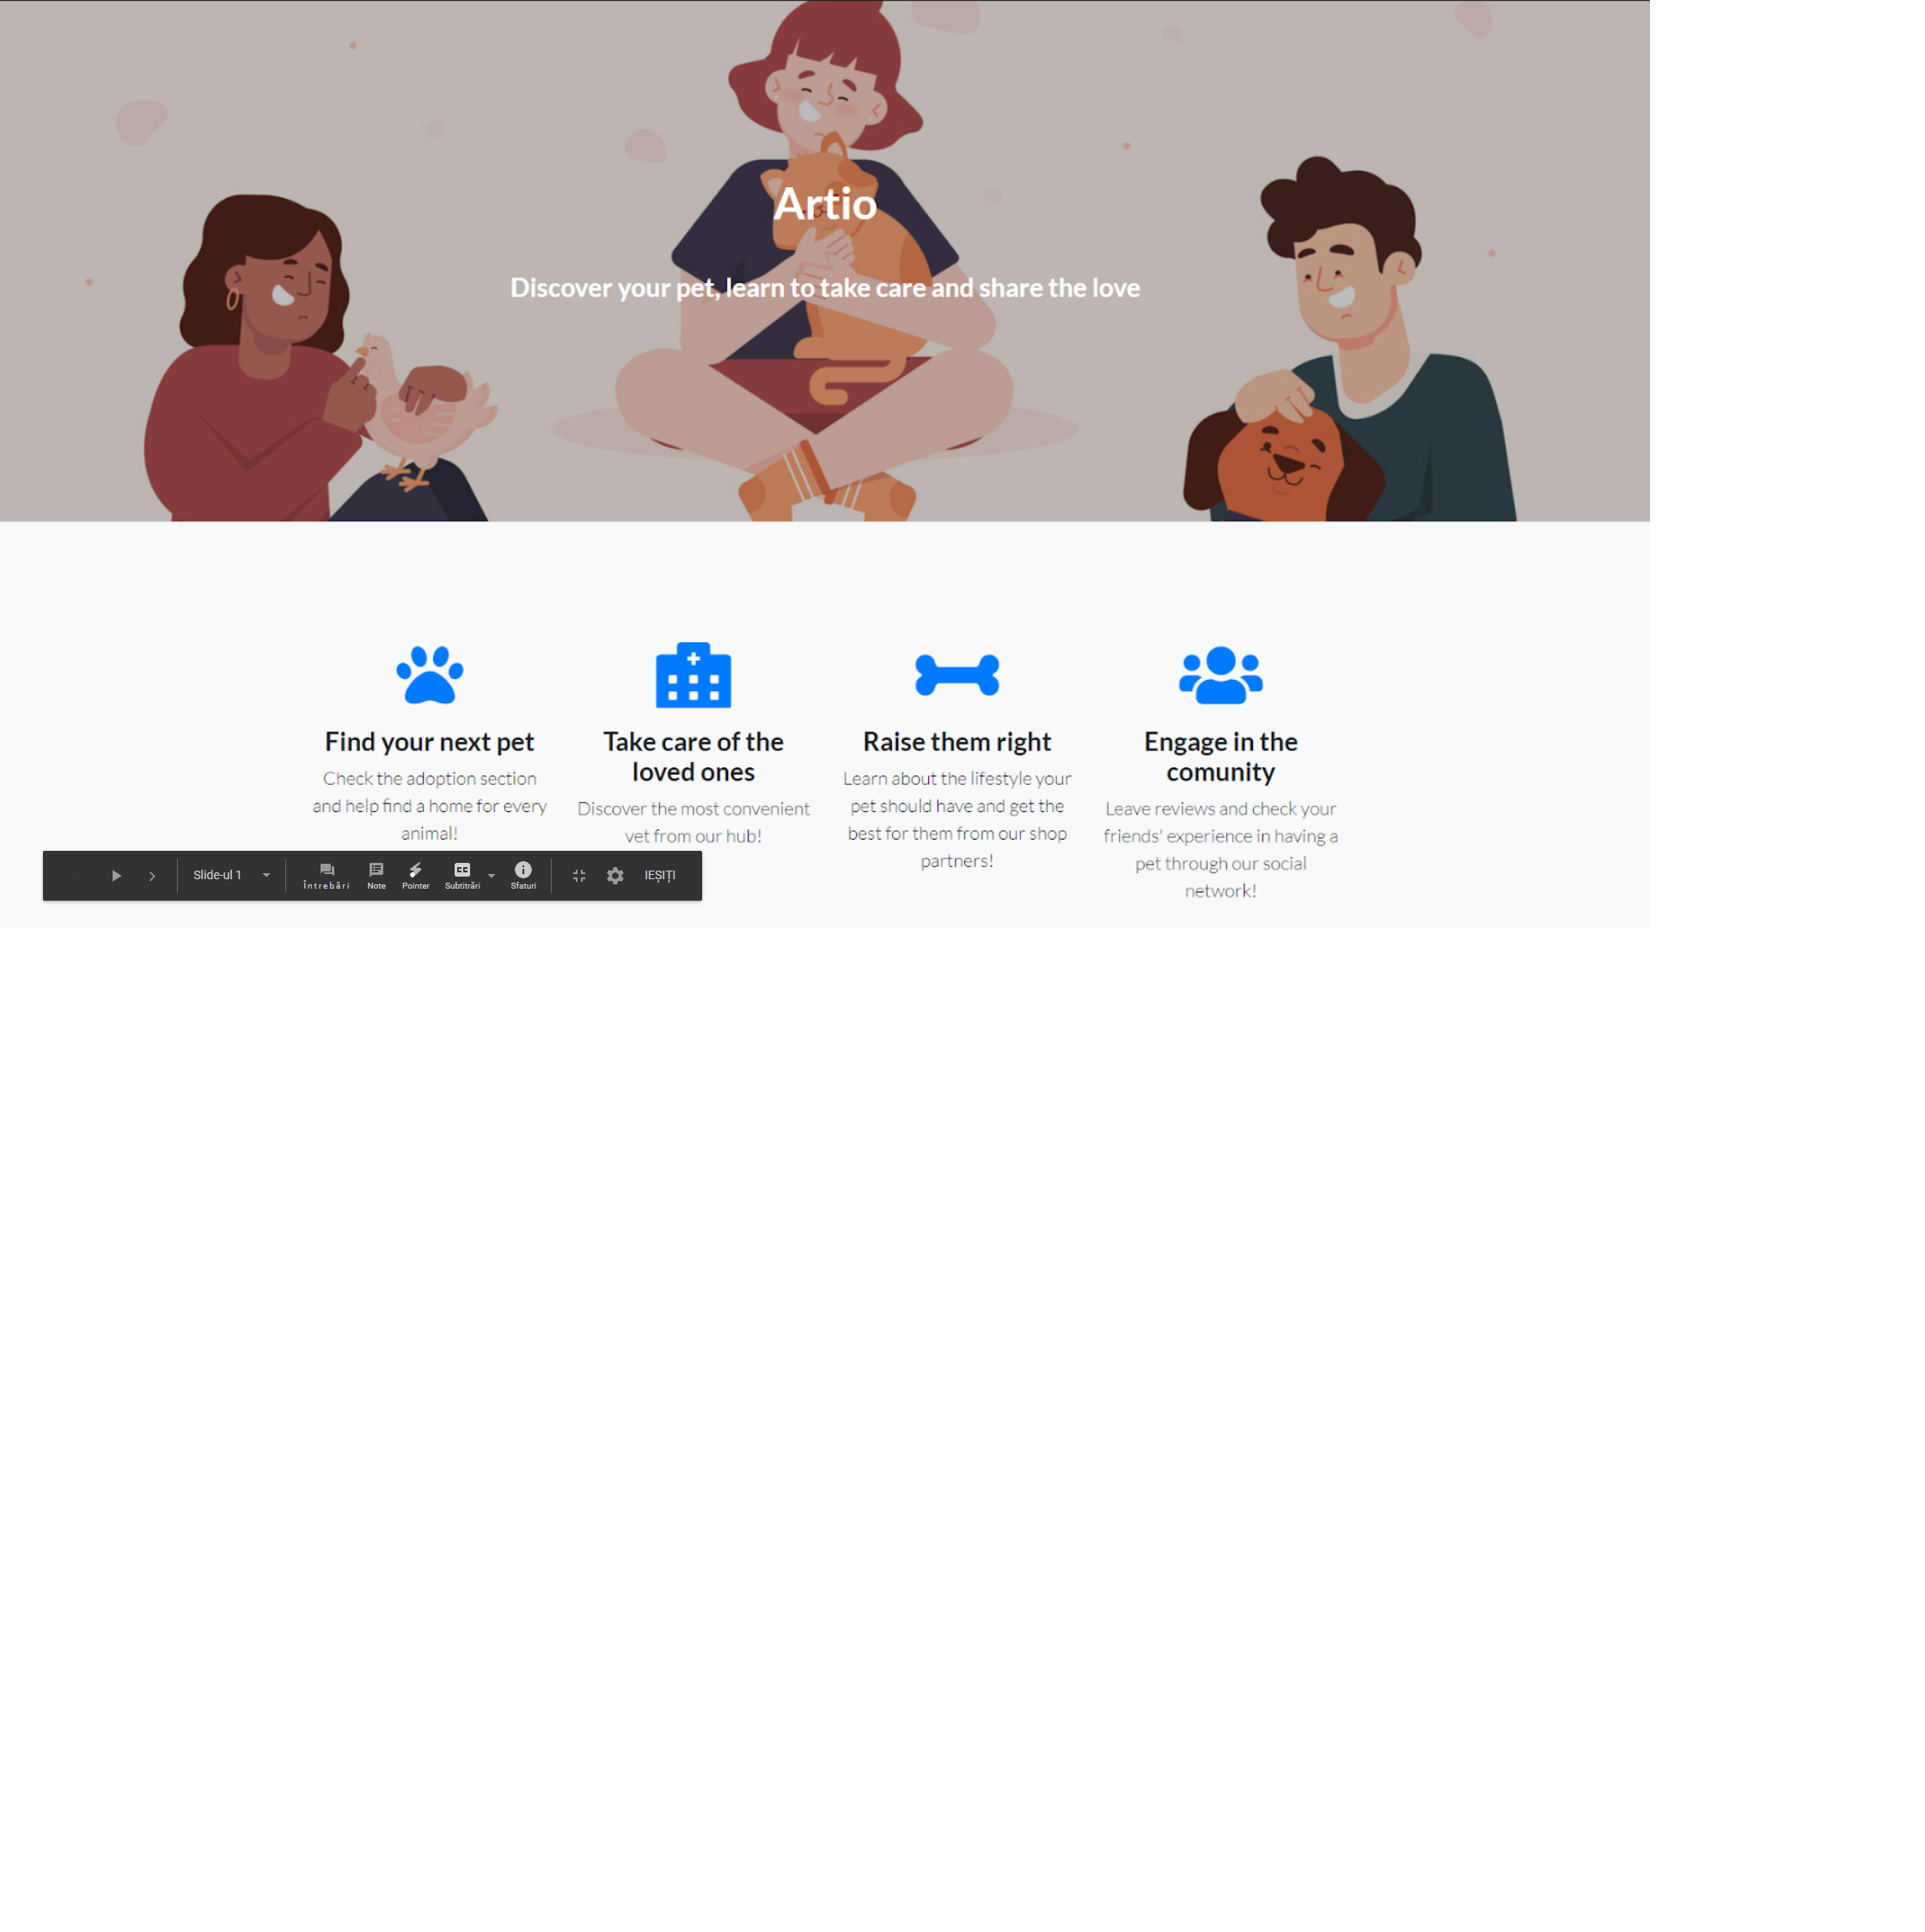 Artio
Discover your pet, learn to take care and share the love
Find your next pet
Check the adoption section
and help find a home for every
animal!
Take care of the
loved ones
Discover the most convenient
vet from our hub!
Raise them right
Learn about the lifestyle your
pet should have and get the
best for them from our shop
partners!
Engage in the
comunity
Leave reviews and check your
friends' experience in having a
pet through our social
network!
Slide-ul 1
Întrebări
Note
Pointer
CC
Subtitrări
Sfaturi
IEȘIȚI